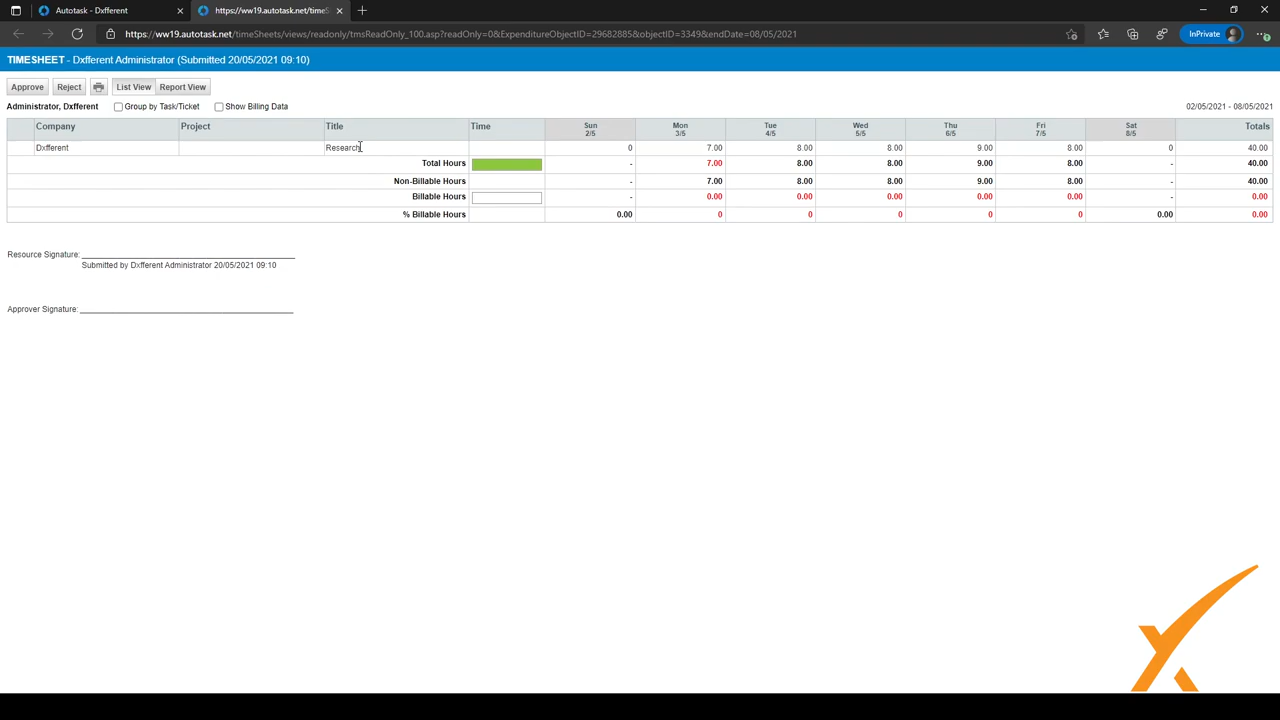 Autotask - Dxfferent
https://ww19.autotask.net/timeS
https://ww19.autotask.net/timeSheets/views/readonly/tmsReadOnly_100.asp?readOnly=0&ExpenditureObjectID=29682885&objectID=3349&endDate=08/05/2021
InPrivate
TIMESHEET - Dxfferent Administrator (Submitted 20/05/2021 09:10)
Approve Reject List View Report View
Administrator, Dxfferent Group by Task/Ticket Show Billing Data 02/05/2021 - 08/05/2021
Company Project Title Time Sun Mon Tue Wed Thu Fri Sat Totals
2/5 3/5 4/5 5/5 6/5 7/5 8/5
Dxfferent Research 0 7.00 8.00 8.00 9.00 8.00 0 40.00
Total Hours - 7.00 8.00 8.00 9.00 8.00 - 40.00
Non-Billable Hours - 7.00 8.00 8.00 9.00 8.00 - 40.00
Billable Hours - 0.00 0.00 0.00 0.00 0.00 - 0.00
% Billable Hours 0.00 0 0 0 0 0 0.00 0.00
Resource Signature:
Submitted by Dxfferent Administrator 20/05/2021 09:10
Approver Signature: